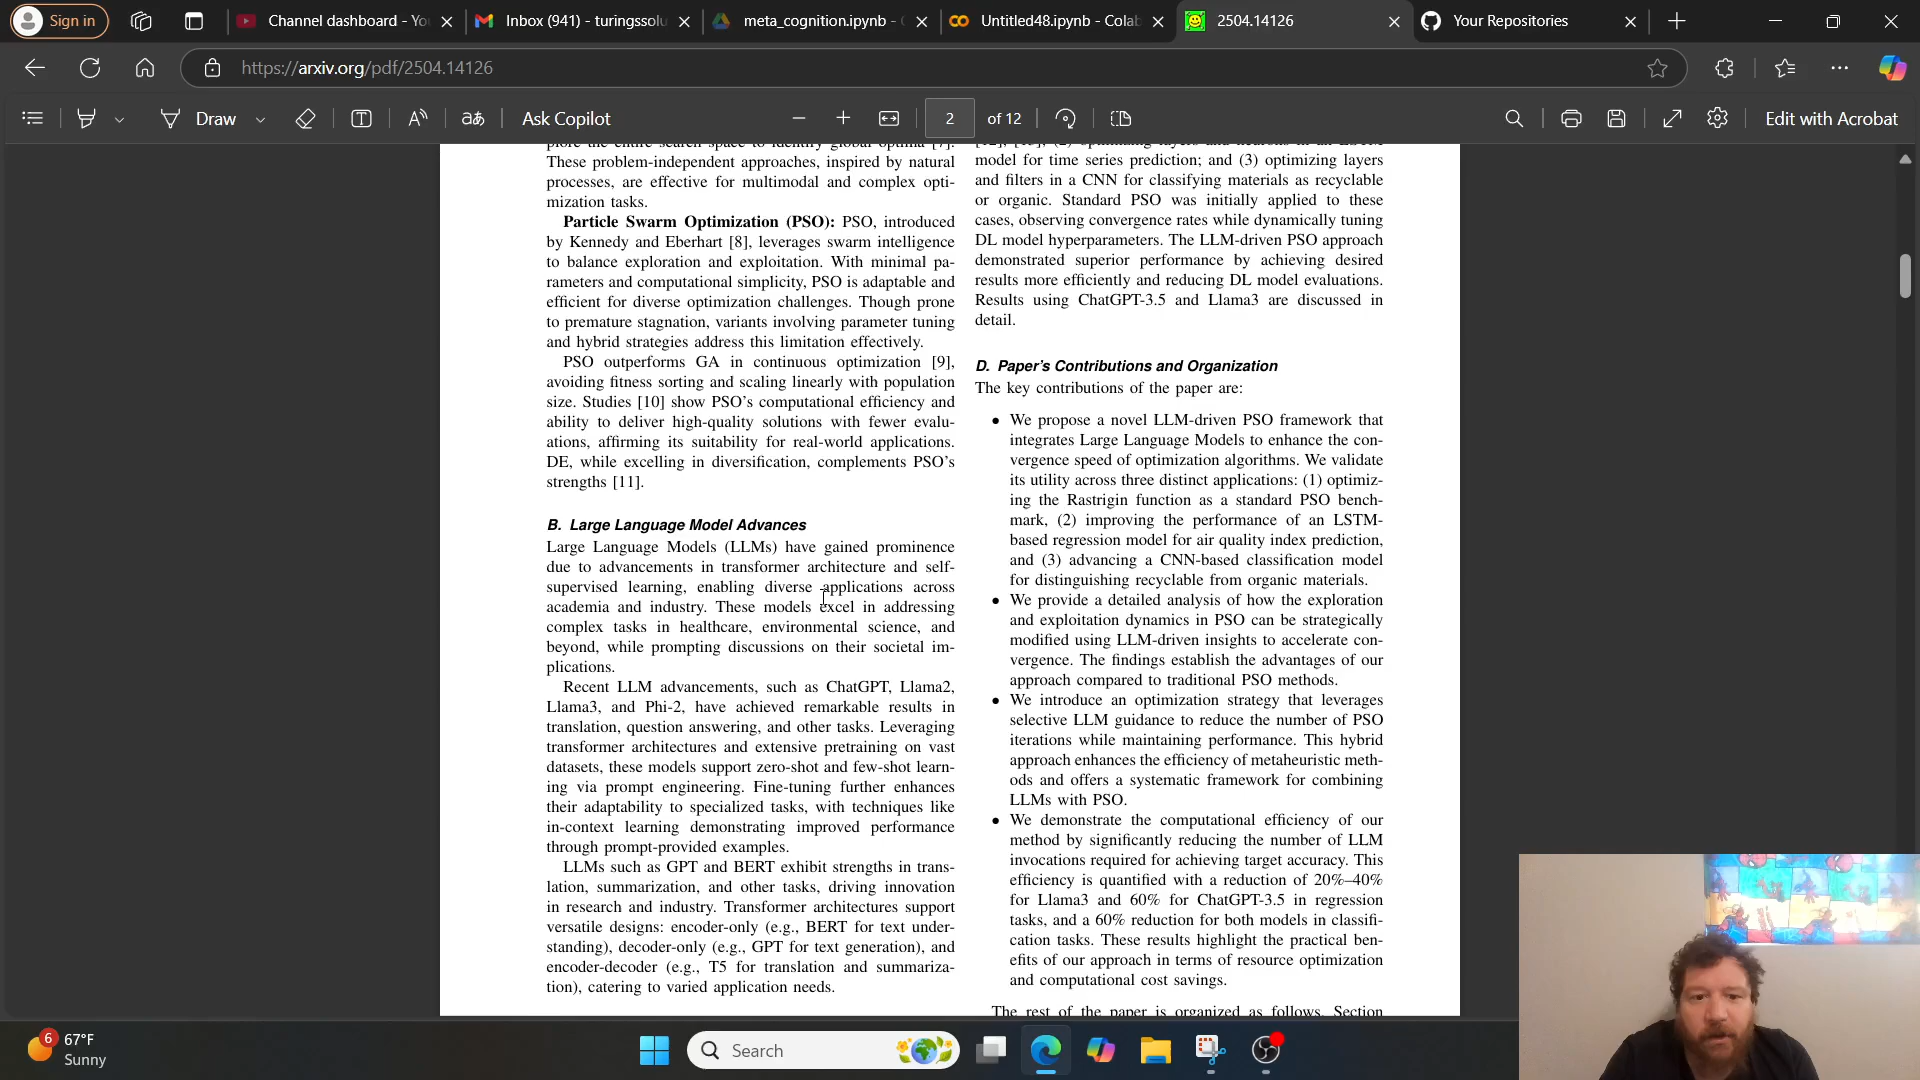 Sign in
Channel dashboard - Yo
Inbox (941) - turingssolu
meta_cognition.ipynb -
Untitled48.ipynb - Colab
2504.14126
Your Repositories
https://arxiv.org/pdf/2504.14126
Draw
Ask Copilot
2 of 12
Edit with Acrobat
plore the entire search space to identify global optima [7].
These problem-independent approaches, inspired by natural
processes, are effective for multimodal and complex opti-
mization tasks.
Particle Swarm Optimization (PSO): PSO, introduced
by Kennedy and Eberhart [8], leverages swarm intelligence
to balance exploration and exploitation. With minimal pa-
rameters and computational simplicity, PSO is adaptable and
efficient for diverse optimization challenges. Though prone
to premature stagnation, variants involving parameter tuning
and hybrid strategies address this limitation effectively.
PSO outperforms GA in continuous optimization [9],
avoiding fitness sorting and scaling linearly with population
size. Studies [10] show PSO's computational efficiency and
ability to deliver high-quality solutions with fewer evalu-
ations, affirming its suitability for real-world applications.
DE, while excelling in diversification, complements PSO's
strengths [11].
B. Large Language Model Advances
Large Language Models (LLMs) have gained prominence
due to advancements in transformer architecture and self-
supervised learning, enabling diverse applications across
academia and industry. These models excel in addressing
complex tasks in healthcare, environmental science, and
beyond, while prompting discussions on their societal im-
plications.
Recent LLM advancements, such as ChatGPT, Llama2,
Llama3, and Phi-2, have achieved remarkable results in
translation, question answering, and other tasks. Leveraging
transformer architectures and extensive pretraining on vast
datasets, these models support zero-shot and few-shot learn-
ing via prompt engineering. Fine-tuning further enhances
their adaptability to specialized tasks, with techniques like
in-context learning demonstrating improved performance
through prompt-provided examples.
LLMs such as GPT and BERT exhibit strengths in trans-
lation, summarization, and other tasks, driving innovation
in research and industry. Transformer architectures support
versatile designs: encoder-only (e.g., BERT for text under-
standing), decoder-only (e.g., GPT for text generation), and
encoder-decoder (e.g., T5 for translation and summariza-
tion), catering to varied application needs.
model for time series prediction; and (3) optimizing layers
and filters in a CNN for classifying materials as recyclable
or organic. Standard PSO was initially applied to these
cases, observing convergence rates while dynamically tuning
DL model hyperparameters. The LLM-driven PSO approach
demonstrated superior performance by achieving desired
results more efficiently and reducing DL model evaluations.
Results using ChatGPT-3.5 and Llama3 are discussed in
detail.
D. Paper's Contributions and Organization
The key contributions of the paper are:
• We propose a novel LLM-driven PSO framework that
integrates Large Language Models to enhance the con-
vergence speed of optimization algorithms. We validate
its utility across three distinct applications: (1) optimiz-
ing the Rastrigin function as a standard PSO bench-
mark, (2) improving the performance of an LSTM-
based regression model for air quality index prediction,
and (3) advancing a CNN-based classification model
for distinguishing recyclable from organic materials.
• We provide a detailed analysis of how the exploration
and exploitation dynamics in PSO can be strategically
modified using LLM-driven insights to accelerate con-
vergence. The findings establish the advantages of our
approach compared to traditional PSO methods.
• We introduce an optimization strategy that leverages
selective LLM guidance to reduce the number of PSO
iterations while maintaining performance. This hybrid
approach enhances the efficiency of metaheuristic meth-
ods and offers a systematic framework for combining
LLMs with PSO.
• We demonstrate the computational efficiency of our
method by significantly reducing the number of LLM
invocations required for achieving target accuracy. This
efficiency is quantified with a reduction of 20%–40%
for Llama3 and 60% for ChatGPT-3.5 in regression
tasks, and a 60% reduction for both models in classifi-
cation tasks. These results highlight the practical ben-
efits of our approach in terms of resource optimization
and computational cost savings.
The rest of the paper is organized as follows. Section
6
67°F
Sunny
Search